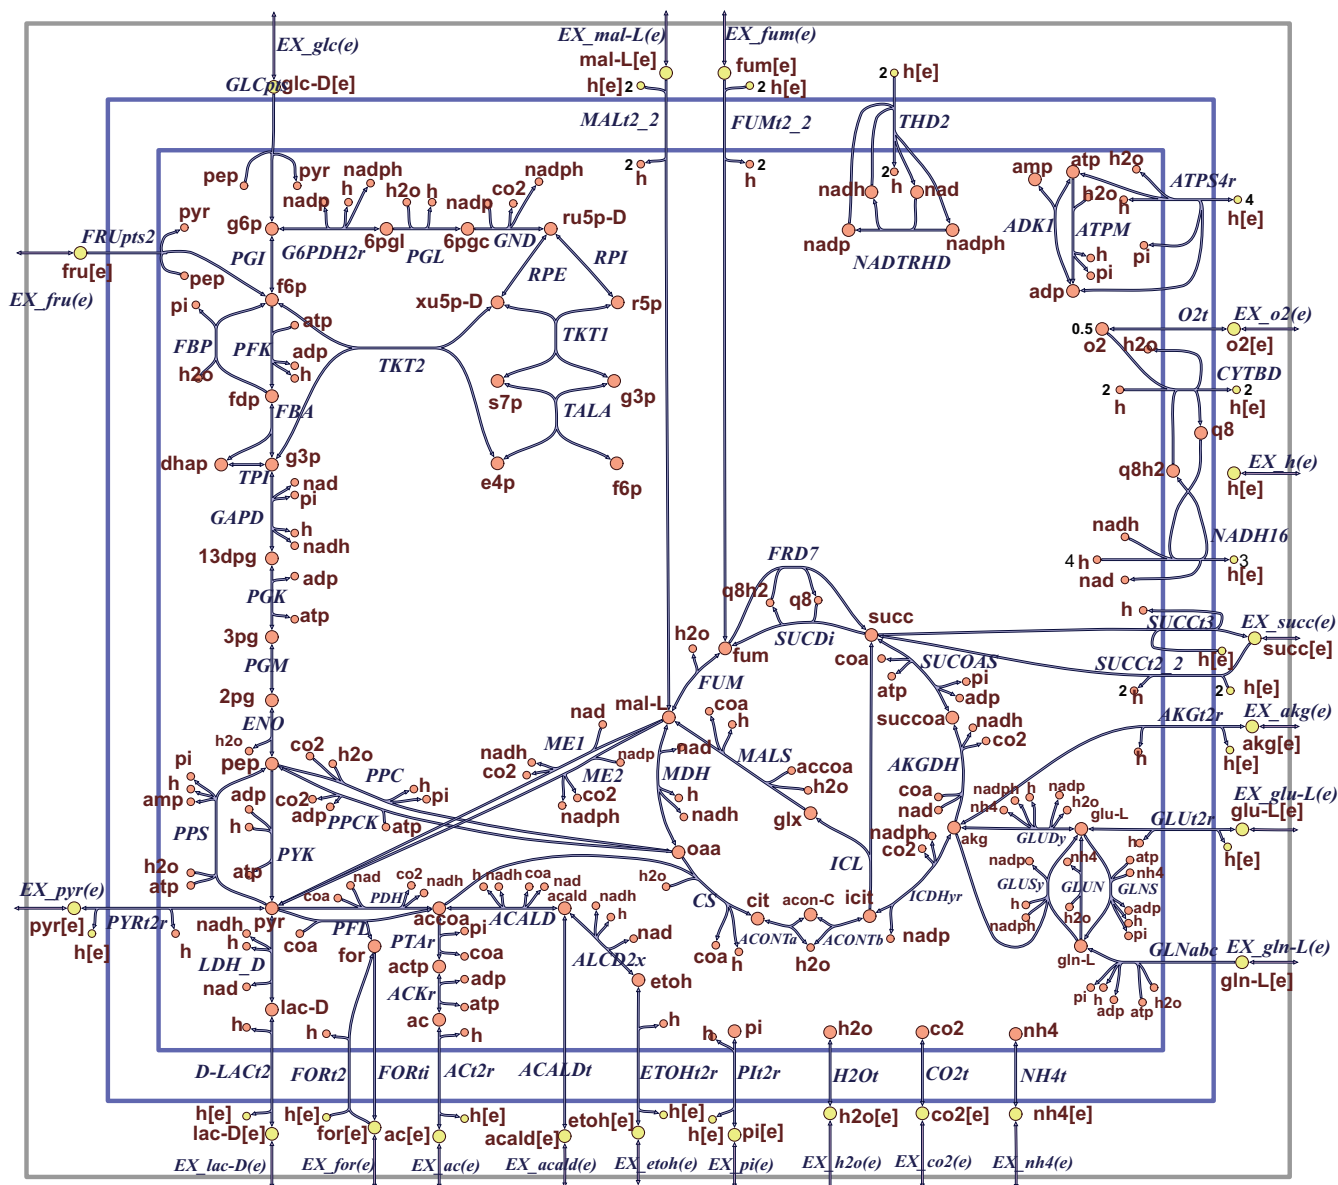 EX_glc(e)
EX_mal-L(e)
EX_fum(e)
GLCpts
glc-D[e]
mal-L[e]
fum[e]
2 h[e]
h[e] 2
2 h[e]
MALt2_2
FUMt2_2
THD2
pep
pyr
nadp
h
nadph
h2o
h
nadp
co2
nadph
2
h
2
h
nadh
2
h
nad
amp
atp
h2o
ATPS4r
4
h[e]
pyr
FRUpts2
fru[e]
EX_fru(e)
pep
g6p
G6PDH2r
6pgl
PGL
6pgc
GND
ru5p-D
nadp
NADTRHD
nadph
ADK1
ATPM
h2o
h
h
pi
pi
adp
PGI
RPE
RPI
f6p
xu5p-D
r5p
pi
FBP
h2o
PFK
atp
adp
h
TKT2
TKT1
0.5
o2
O2t
EX_o2(e)
o2[e]
h2o
CYTBD
2
h
2
h[e]
fdp
FBA
s7p
TALA
g3p
q8
dhap
TPI
g3p
e4p
f6p
q8h2
EX_h(e)
h[e]
nad
pi
GAPD
h
nadh
13dpg
nadh
NADH16
4 h
3
h[e]
nad
PGK
adp
atp
3pg
FRD7
q8h2
q8
SUCDi
succ
h
SUCCt3
EX_succ(e)
h[e]
succ[e]
PGM
h2o
fum
FUM
coa
atp
SUCOAS
pi
adp
SUCCt2_2
2
h
2
h[e]
2pg
mal-L
nad
coa
h
succoa
nadh
co2
AKGt2r
EX_akg(e)
akg[e]
h
h[e]
ENO
h2o
pep
co2
h2o
PPC
h
pi
nadh
co2
ME1
ME2
nadp
co2
nadph
nad
MDH
h
nadh
MALS
accoa
h2o
glx
AKGDH
coa
nad
pi
h
amp
PPS
h2o
atp
adp
h
PYK
atp
co2
adp
PPCK
atp
nadph
co2
akg
nadph
h
nh4
nadp
h2o
GLUDy
glu-L
EX_glu-L(e)
glu-L[e]
GLUt2r
h
h[e]
oaa
h2o
ICL
nadp
GLUSy
h
nadph
nh4
GLUN
h2o
atp
nh4
GLNS
adp
h
pi
EX_pyr(e)
pyr[e]
h[e]
PYRt2r
h
pyr
coa
nad
PDH
co2
nadh
accoa
h
nadh
coa
nad
ACALD
acald
nadh
h
nad
ALCD2x
CS
coa
h
cit
acon-C
ACONTa
ACONTb
h2o
icit
ICDHyr
nadp
gln-L
GLNabc
EX_gln-L(e)
gln-L[e]
pi
h
adp
atp
h2o
nadh
h
LDH_D
nad
coa
PFL
for
PTAr
pi
coa
actp
ACKr
adp
atp
ac
etoh
lac-D
h
h
h
h
h
pi
h2o
co2
nh4
D-LACt2
FORt2
FORti
ACt2r
ACALDt
ETOHt2r
PIt2r
H2Ot
CO2t
NH4t
h[e]
lac-D[e]
h[e]
for[e]
h[e]
ac[e]
acald[e]
etoh[e]
h[e]
h[e]
pi[e]
h2o[e]
co2[e]
nh4[e]
EX_lac-D(e)
EX_for(e)
EX_ac(e)
EX_acald(e)
EX_etoh(e)
EX_pi(e)
EX_h2o(e)
EX_co2(e)
EX_nh4(e)